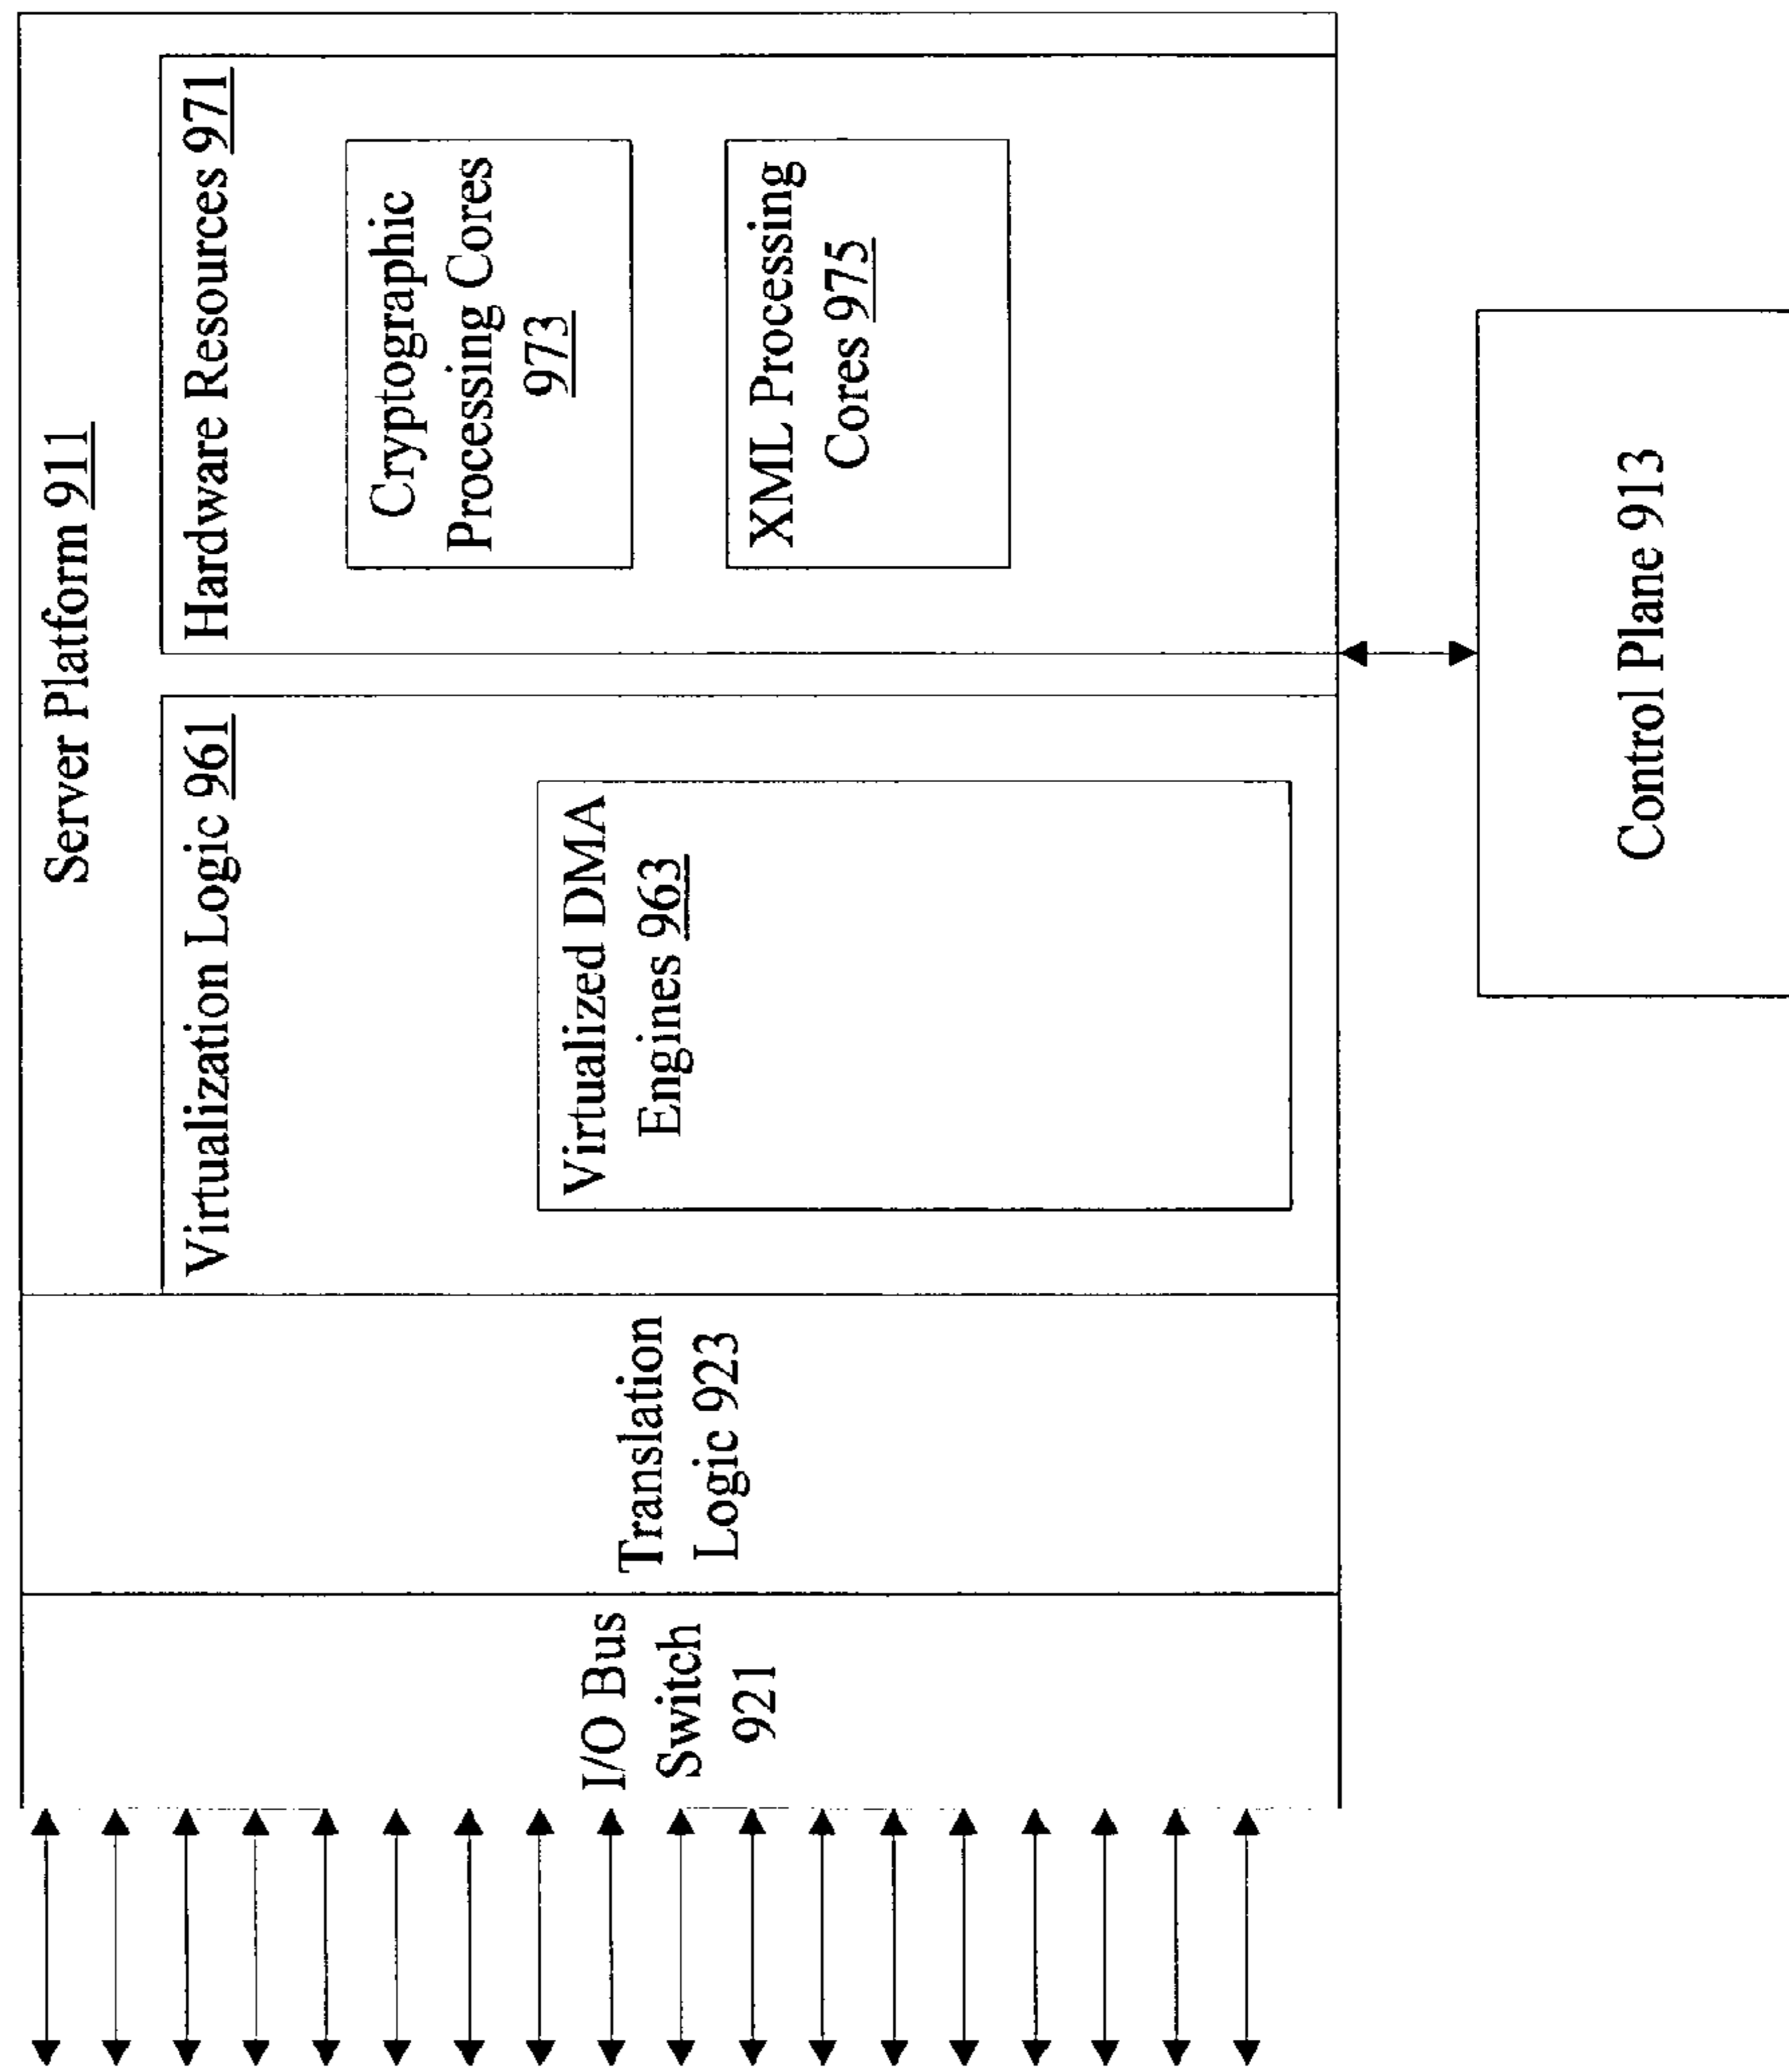 Server Platform 911
I/O Bus
Switch
921
Translation
Logic 923
Virtualization Logic 961
Virtualized DMA
Engines 963
Hardware Resources 971
Cryptographic
Processing Cores
973
XML Processing
Cores 975
Control Plane 913